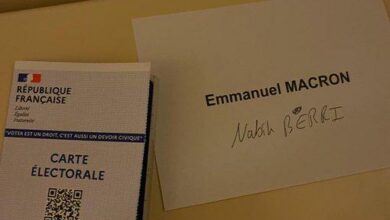 RÉPUBLIQUE
FRANÇAISE
Liberté
Égalité
Fraternité
"VOTER EST UN DROIT, C'EST AUSSI UN DEVOIR CIVIQUE"
CARTE
ÉLECTORALE
Emmanuel MACRON
Nabih BERRI